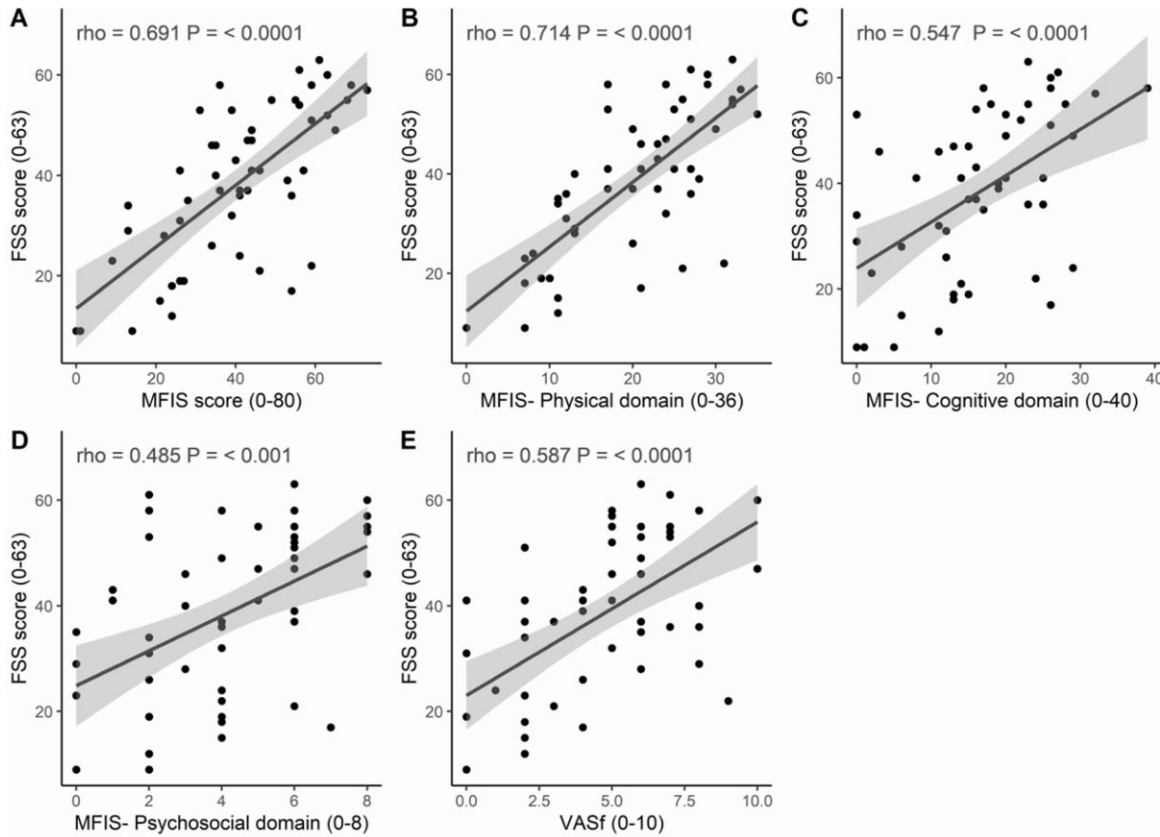 A
rho = 0.691 P = < 0.0001
FSS score (0-63)
60
40
20
0
20
40
60
MFIS score (0-80)
B
rho = 0.714 P = < 0.0001
FSS score (0-63)
60
40
20
0
10
20
30
MFIS- Physical domain (0-36)
C
rho = 0.547 P = < 0.0001
FSS score (0-63)
60
40
20
0
10
20
30
40
MFIS- Cognitive domain (0-40)
D
rho = 0.485 P = < 0.001
FSS score (0-63)
60
40
20
0
2
4
6
8
MFIS- Psychosocial domain (0-8)
E
rho = 0.587 P = < 0.0001
FSS score (0-63)
60
40
20
0.0
2.5
5.0
7.5
10.0
VASf (0-10)